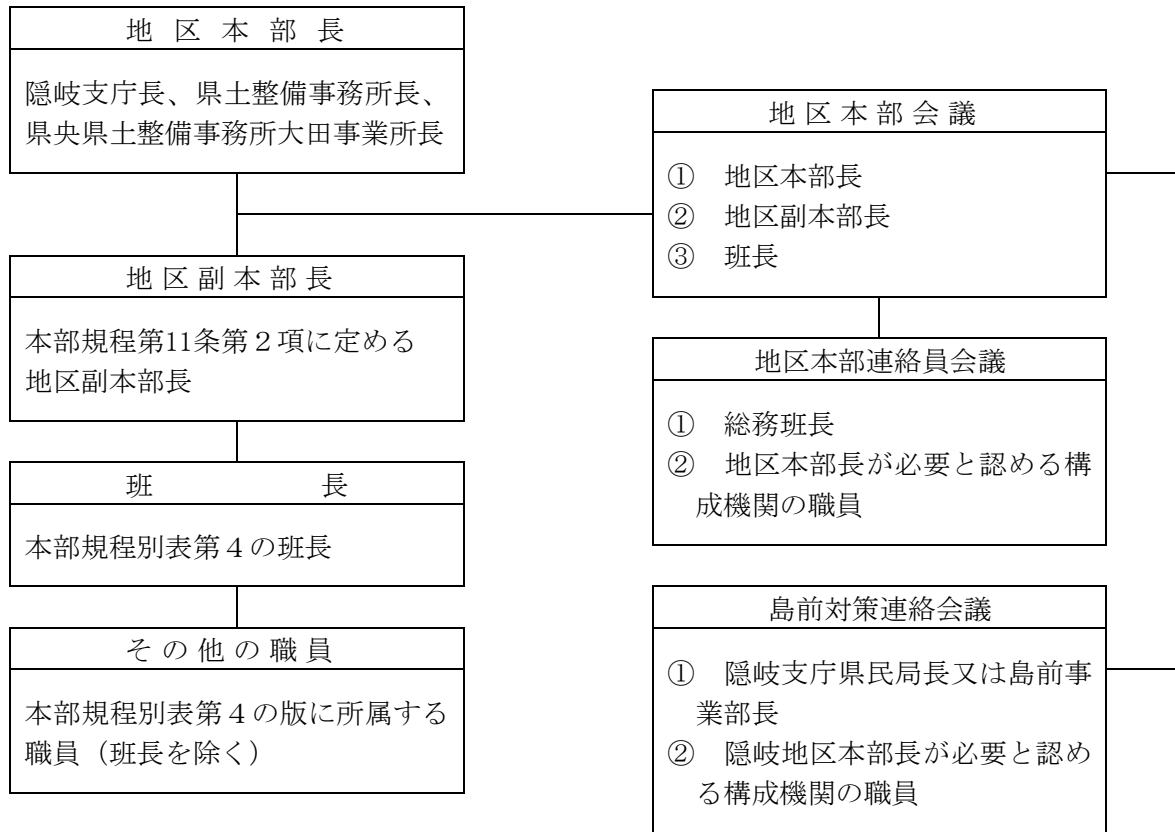 地区本部長
隠岐支庁長、県土整備事務所長、
県央県土整備事務所大田事業所長
地区副本部長
本部規程第11条第２項に定める
地区副本部長
班長
本部規程別表第４の班長
その他の職員
本部規程別表第４の版に所属する
職員（班長を除く）
地区本部会議
① 地区本部長
② 地区副本部長
③ 班長
地区本部連絡員会議
① 総務班長
② 地区本部長が必要と認める構
成機関の職員
島前対策連絡会議
① 隠岐支庁県民局長又は島前事
業部長
② 隠岐地区本部長が必要と認め
る構成機関の職員